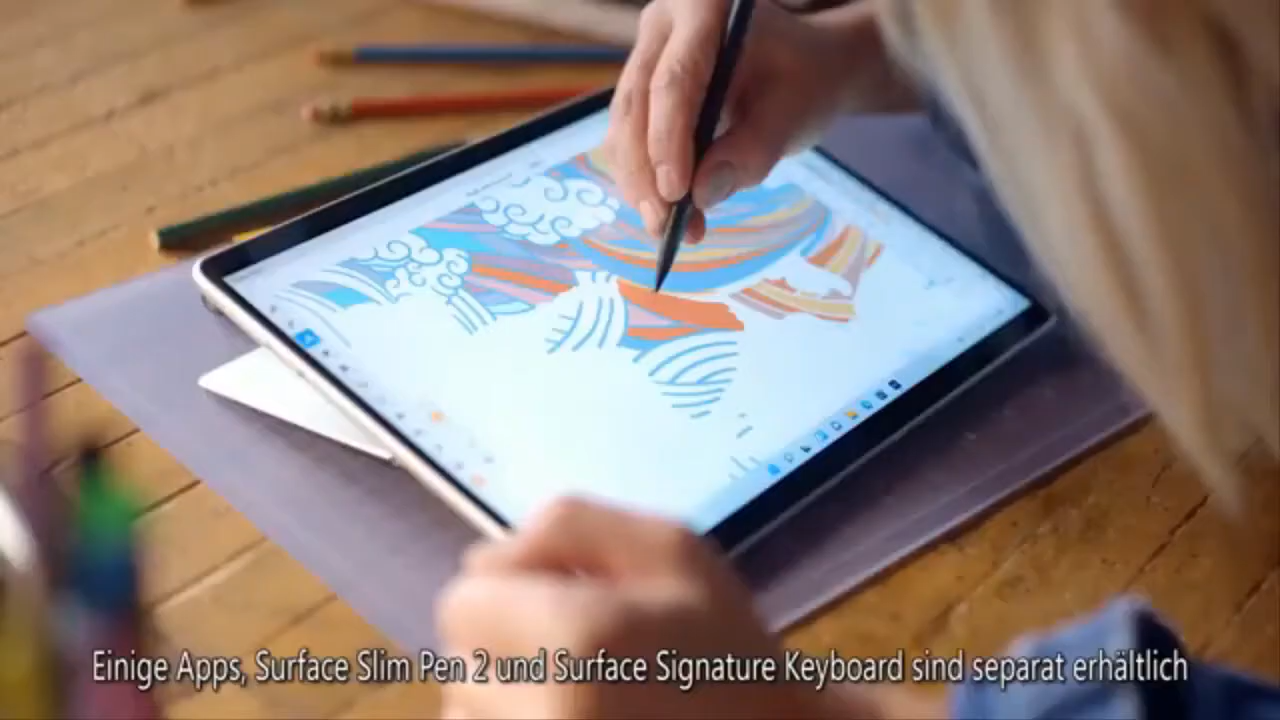 Einige Apps, Surface Slim Pen 2 und Surface Signature Keyboard sind separat erhältlich